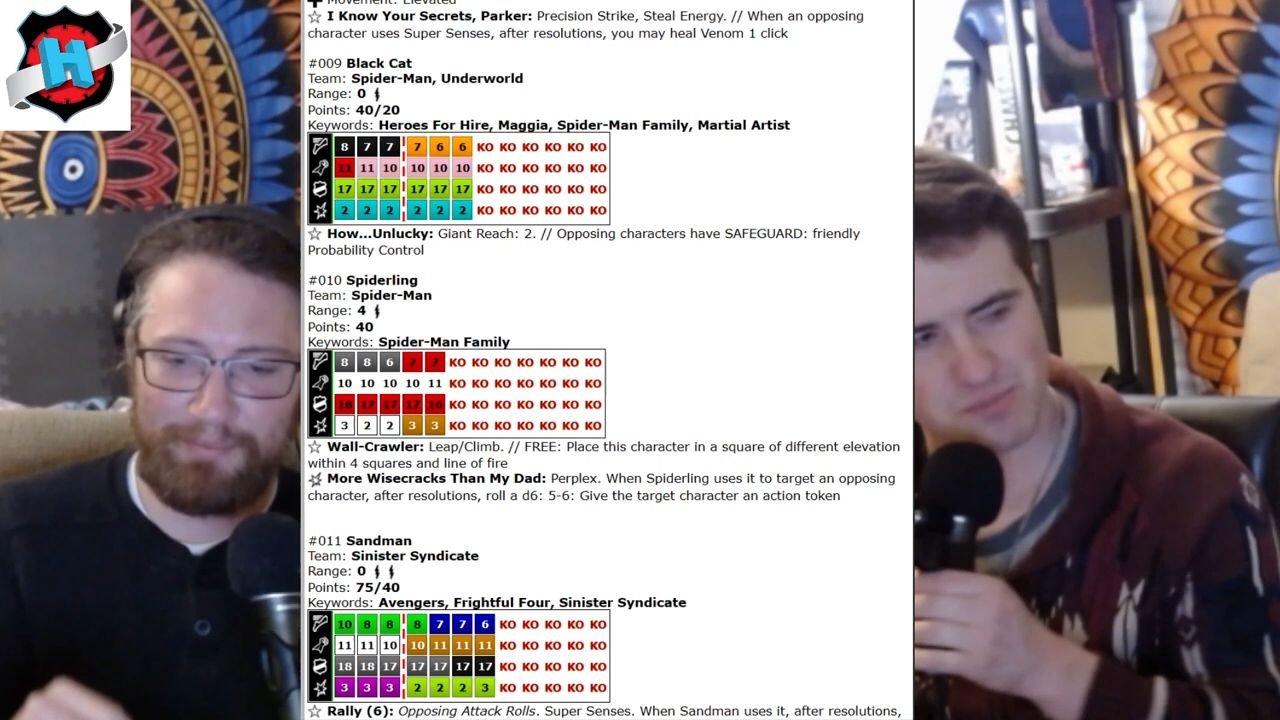 Movement: Elevated
☆ I Know Your Secrets, Parker: Precision Strike, Steal Energy. // When an opposing
character uses Super Senses, after resolutions, you may heal Venom 1 click
#009 Black Cat
Team: Spider-Man, Underworld
Range: 0
Points: 40/20
Keywords: Heroes For Hire, Maggia, Spider-Man Family, Martial Artist
8 7 7 7 6 6 KO KO KO KO KO KO
11 11 10 10 10 10 KO KO KO KO KO KO
17 17 17 17 17 17 KO KO KO KO KO KO
2 2 2 2 2 2 KO KO KO KO KO KO
☆ How...Unlucky: Giant Reach: 2. // Opposing characters have SAFEGUARD: friendly
Probability Control
#010 Spiderling
Team: Spider-Man
Range: 4
Points: 40
Keywords: Spider-Man Family
8 8 6 7 7 KO KO KO KO KO KO KO
10 10 10 10 11 KO KO KO KO KO KO KO
18 17 17 17 16 KO KO KO KO KO KO KO
3 2 2 3 3 KO KO KO KO KO KO KO
☆ Wall-Crawler: Leap/Climb. // FREE: Place this character in a square of different elevation
within 4 squares and line of fire
More Wisecracks Than My Dad: Perplex. When Spiderling uses it to target an opposing
character, after resolutions, roll a d6: 5-6: Give the target character an action token
#011 Sandman
Team: Sinister Syndicate
Range: 0
Points: 75/40
Keywords: Avengers, Frightful Four, Sinister Syndicate
10 8 8 8 7 7 6 KO KO KO KO KO
11 11 10 10 11 11 11 KO KO KO KO KO
18 18 17 17 17 17 17 KO KO KO KO KO
3 3 3 2 2 2 3 KO KO KO KO KO
☆ Rally (6): Opposing Attack Rolls. Super Senses. When Sandman uses it, after resolutions,
H